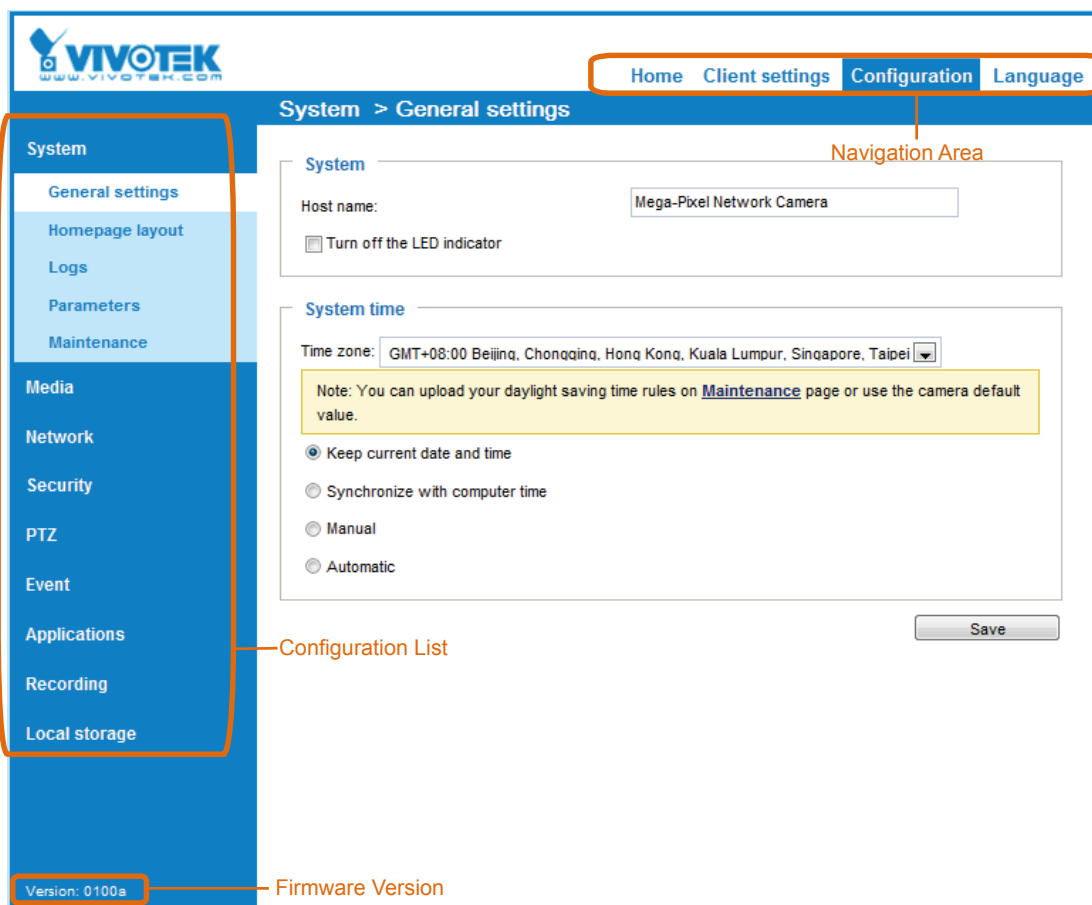 VIVOTEK
www.vivotek.com
Home Client settings Configuration Language
System > General settings
Navigation Area
System
General settings
Homepage layout
Logs
Parameters
Maintenance
Media
Network
Security
PTZ
Event
Applications
Recording
Local storage
Configuration List
Version: 0100a
Firmware Version
System
Host name: Mega-Pixel Network Camera
Turn off the LED indicator
System time
Time zone: GMT+08:00 Beijing, Chongqing, Hong Kong, Kuala Lumpur, Singapore, Taipei
Note: You can upload your daylight saving time rules on Maintenance page or use the camera default
value.
Keep current date and time
Synchronize with computer time
Manual
Automatic
Save